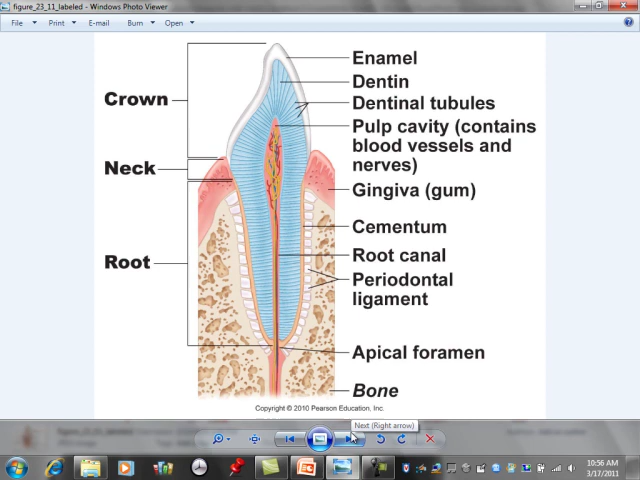 figure_23_11_labeled - Windows Photo Viewer
File Print E-mail Burn Open
Crown
Neck
Root
Enamel
Dentin
Dentinal tubules
Pulp cavity (contains
blood vessels and
nerves)
Gingiva (gum)
Cementum
Root canal
Periodontal
ligament
Apical foramen
Bone
Copyright © 2010 Pearson Education, Inc.
Next (Right arrow)
10:56 AM
3/17/2011